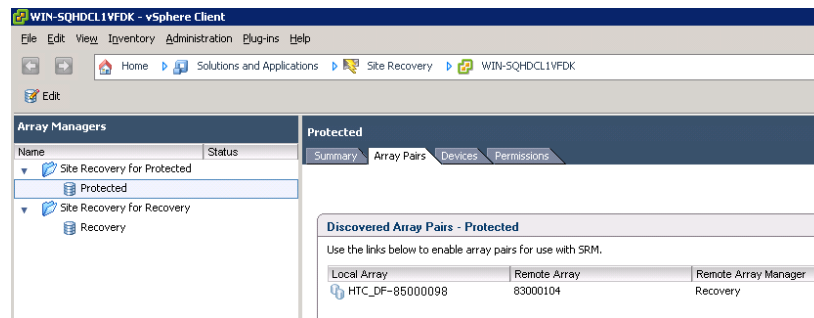 WIN-SQHDCL1VFDK - vSphere Client
File Edit View Inventory Administration Plug-ins Help
Home Solutions and Applications Site Recovery WIN-SQHDCL1VFDK
Edit
Array Managers
Name Status
Site Recovery for Protected
Protected
Site Recovery for Recovery
Recovery
Protected
Summary Array Pairs Devices Permissions
Discovered Array Pairs - Protected
Use the links below to enable array pairs for use with SRM.
Local Array Remote Array Remote Array Manager
HTC_DF-85000098 83000104 Recovery